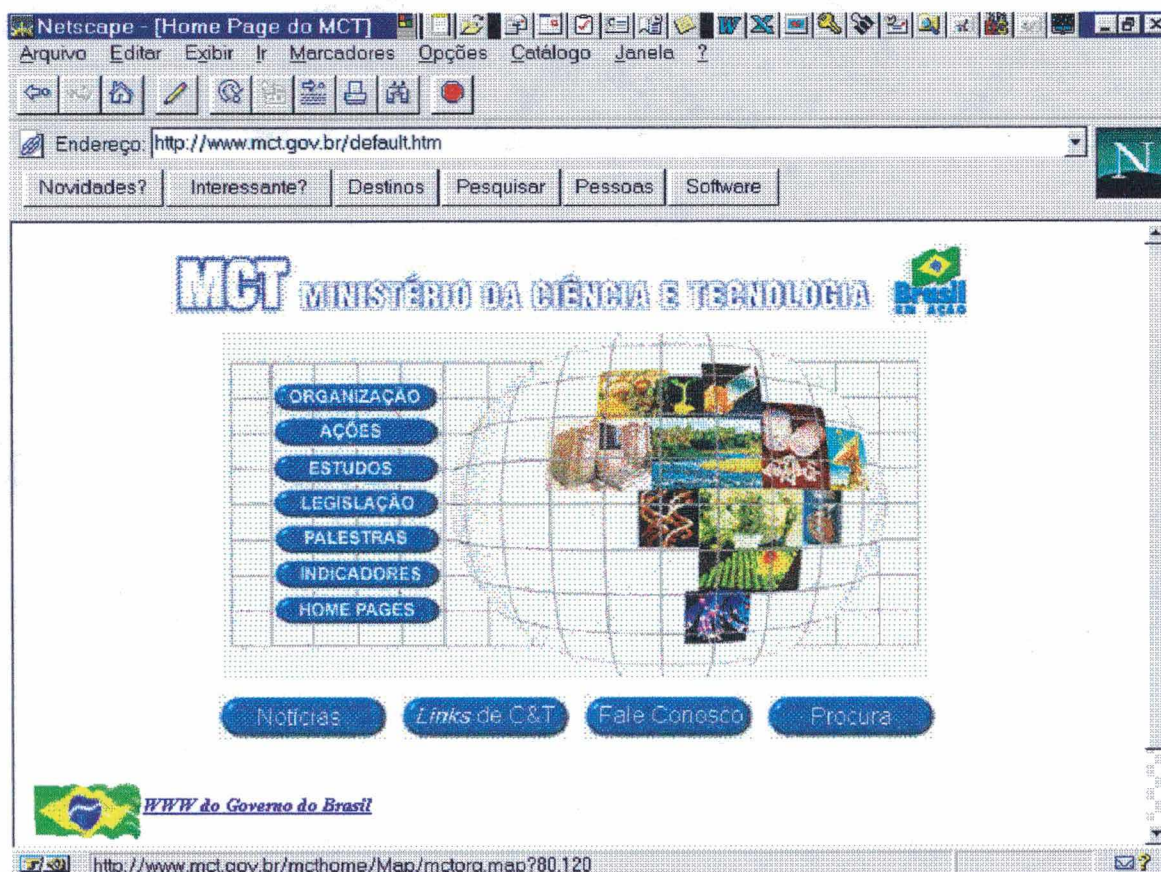 Netscape - [Home Page do MCT]
Arquivo Editar Exibir Ir Marcadores Opções Catálogo Janela ?
Endereço: http://www.mct.gov.br/default.htm
N
Novidades? Interessante? Destinos Pesquisar Pessoas Software
MCT MINISTÉRIO DA CIÊNCIA E TECNOLOGIA
Brasil
EM AÇÃO
ORGANIZAÇÃO
AÇÕES
ESTUDOS
LEGISLAÇÃO
PALESTRAS
INDICADORES
HOME PAGES
Notícias Links de C&T Fale Conosco Procura
WWW do Governo do Brasil
http://www.mct.gov.br/mcthome/Map/mctorg.map?80,120